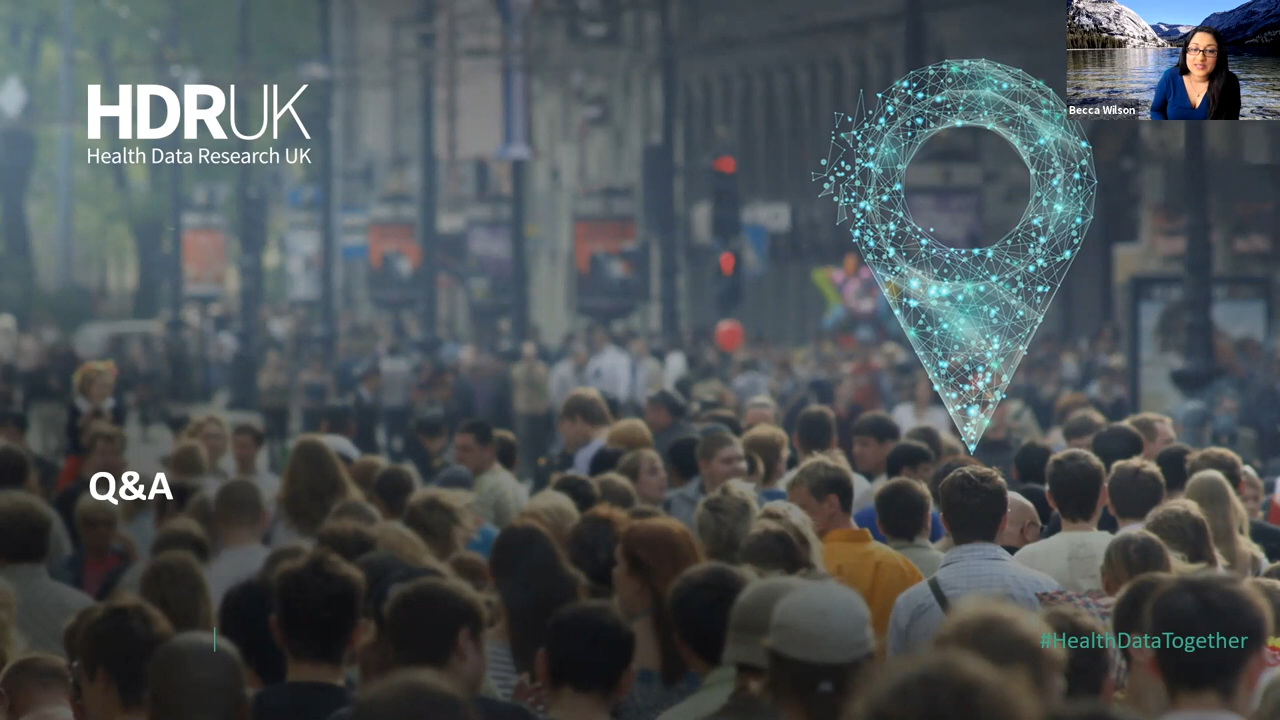 HDRUK
Health Data Research UK
Becca Wilson
Q&A
#HealthDataTogether